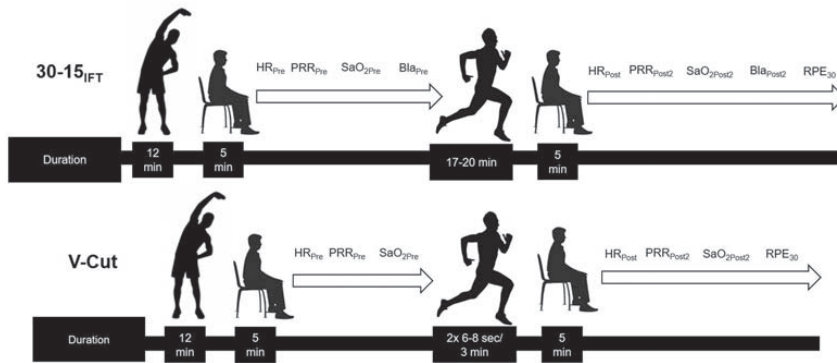 30-15IFT
HRPre PRRPre SaO2Pre BlaPre
HRPost PRRPost2 SaO2Post2 BlaPost2 RPE30
Duration
12 min
5 min
17-20 min
5 min
V-Cut
HRPre PRRPre SaO2Pre
HRPost PRRPost2 SaO2Post2 RPE30
Duration
12 min
5 min
2x 6-8 sec/
3 min
5 min